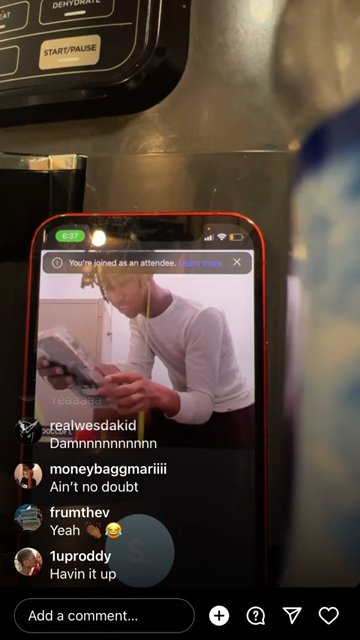 DEHYDRATE
START/PAUSE
6:37
You're joined as an attendee. Learn more
Yeaaaaa
realwesdakid
Damnnnnnnnnnn
moneybaggmariiii
Ain't no doubt
frumthev
Yeah 👏🏾😂
S.
1uproddy
Havin it up
Add a comment...